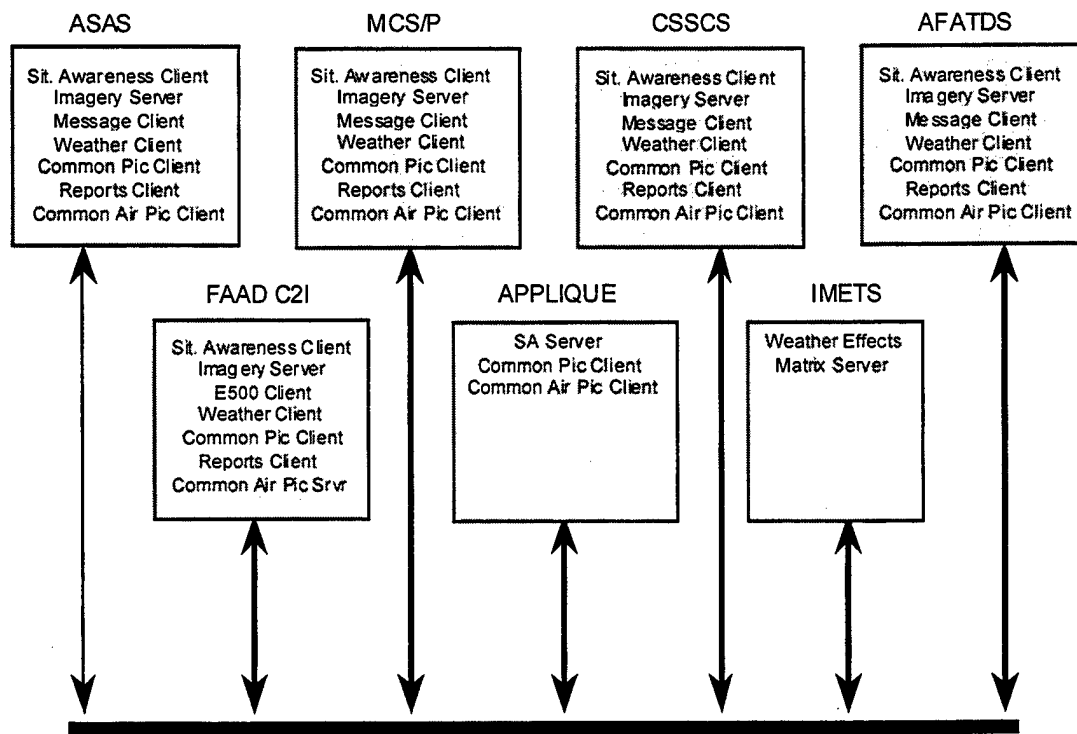 ASAS
Sit. Awareness Client
Imagery Server
Message Client
Weather Client
Common Pic Client
Reports Client
Common Air Pic Client
MCS/P
Sit. Awareness Client
Imagery Server
Message Client
Weather Client
Common Pic Client
Reports Client
Common Air Pic Client
CSSCS
Sit. Awareness Client
Imagery Server
Message Client
Weather Client
Common Pic Client
Reports Client
Common Air Pic Client
AFATDS
Sit. Awareness Client
Imagery Server
Message Client
Weather Client
Common Pic Client
Reports Client
Common Air Pic Client
FAAD C2I
Sit. Awareness Client
Imagery Server
E500 Client
Weather Client
Common Pic Client
Reports Client
Common Air Pic Srvr
APPLIQUE
SA Server
Common Pic Client
Common Air Pic Client
IMETS
Weather Effects
Matrix Server